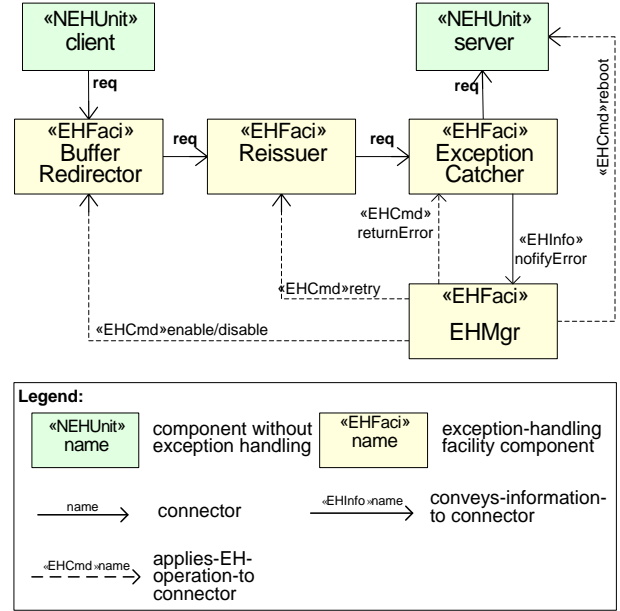 «NEHUnit»
client
«NEHUnit»
server
req
req
«EHCmd»reboot
«EHFaci»
Buffer
Redirector
req
«EHFaci»
Reissuer
req
«EHFaci»
Exception
Catcher
«EHCmd»
returnError
«EHInfo»
nofifyError
«EHCmd»retry
«EHFaci»
EHMgr
«EHCmd»enable/disable
Legend:
«NEHUnit»
name
component without
exception handling
«EHFaci»
name
exception-handling
facility component
name
connector
«EHInfo»name
conveys-information-
to connector
«EHCmd»name
applies-EH-
operation-to
connector